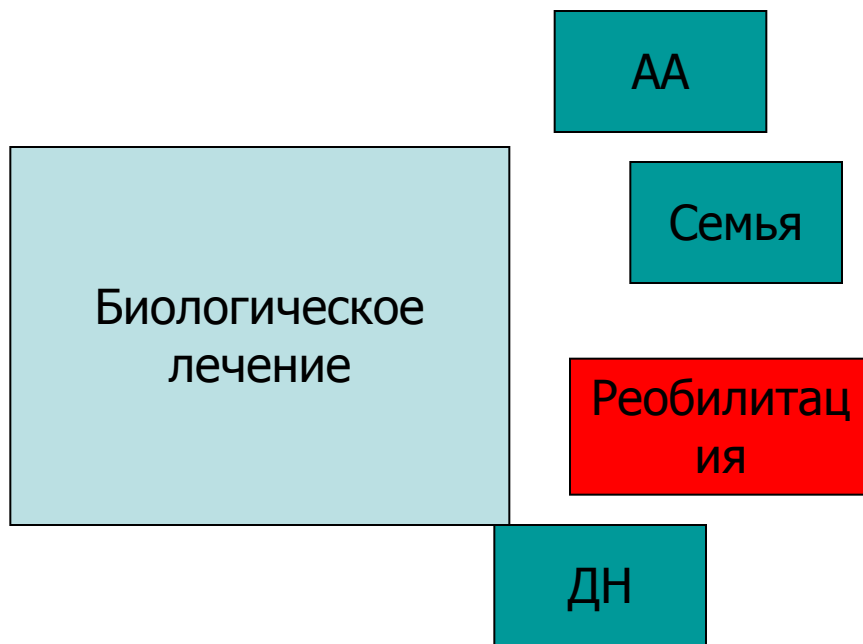 АА
Семья
Биологическое
лечение
Реобилитац
ия
ДН